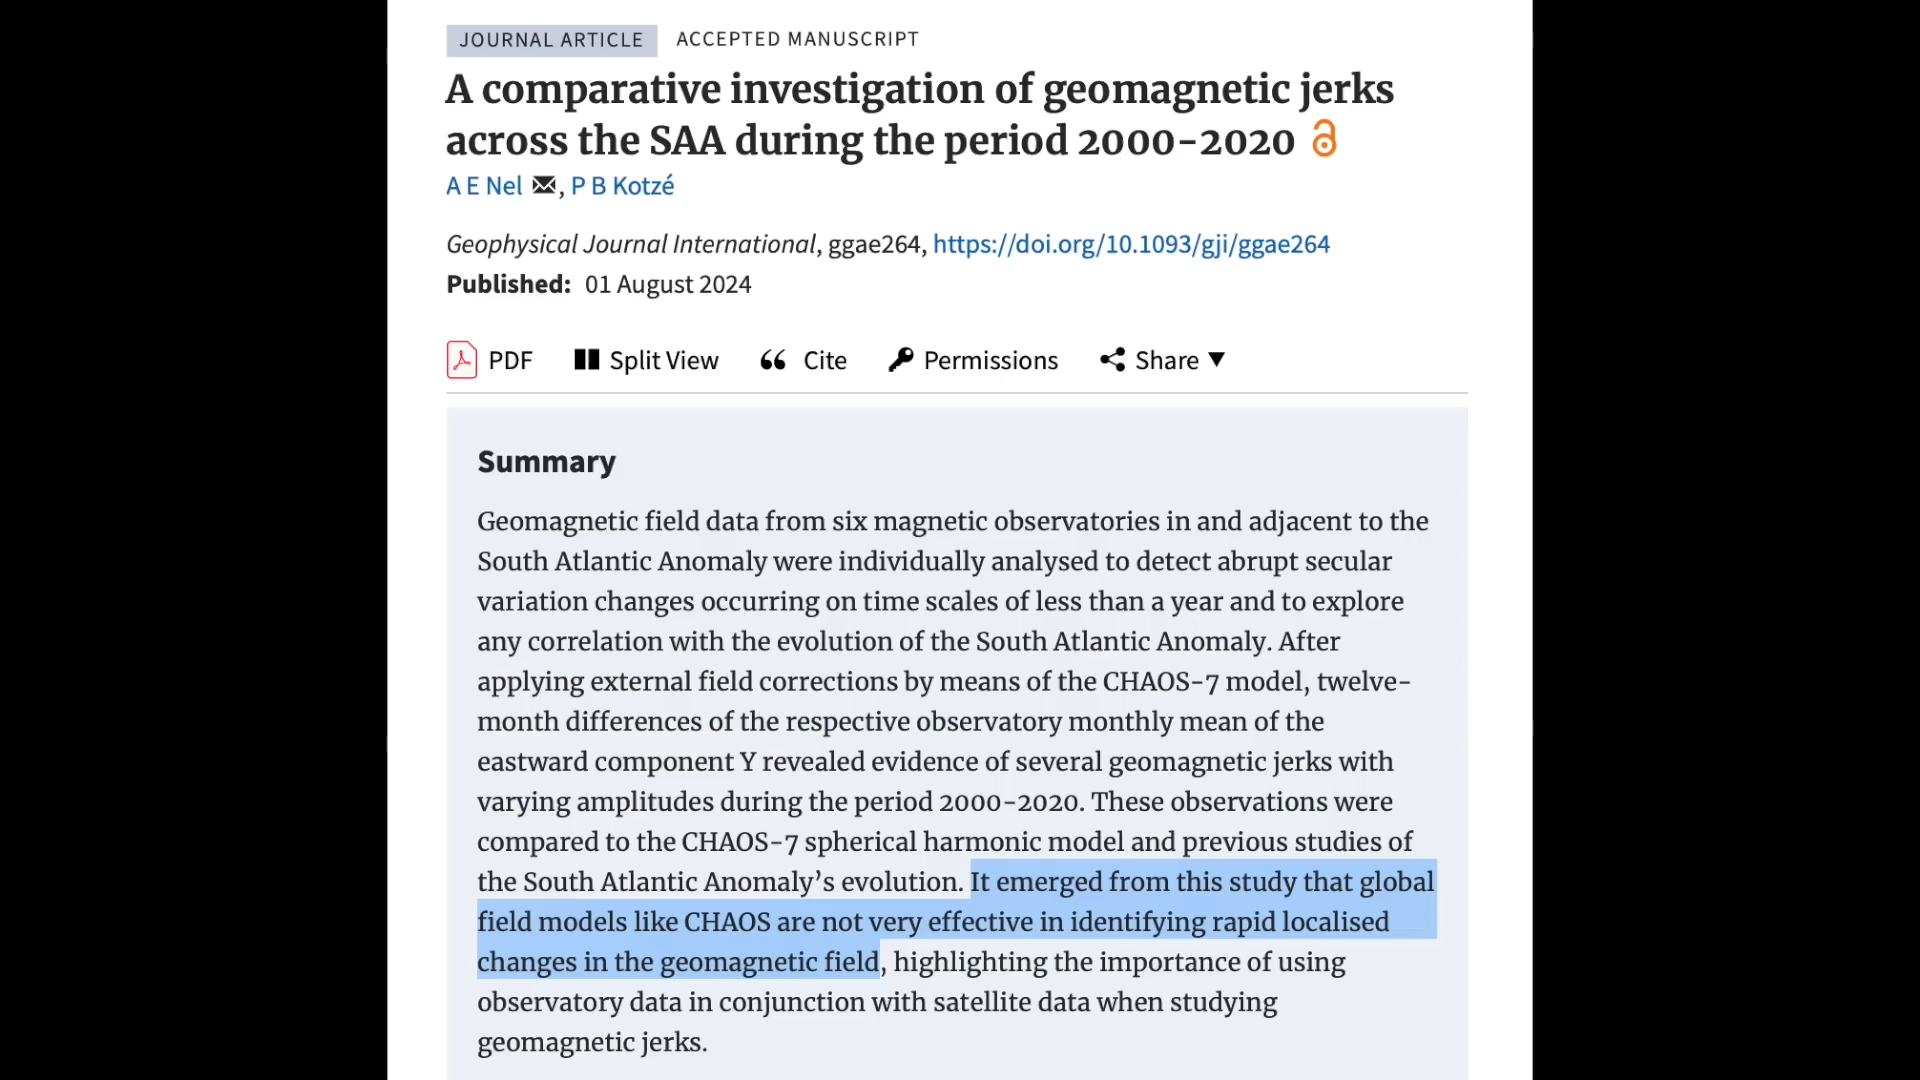 JOURNAL ARTICLE ACCEPTED MANUSCRIPT
A comparative investigation of geomagnetic jerks
across the SAA during the period 2000-2020
A E Nel , P B Kotzé
Geophysical Journal International, ggae264, https://doi.org/10.1093/gji/ggae264
Published: 01 August 2024
PDF Split View Cite Permissions Share
Summary
Geomagnetic field data from six magnetic observatories in and adjacent to the
South Atlantic Anomaly were individually analysed to detect abrupt secular
variation changes occurring on time scales of less than a year and to explore
any correlation with the evolution of the South Atlantic Anomaly. After
applying external field corrections by means of the CHAOS-7 model, twelve-
month differences of the respective observatory monthly mean of the
eastward component Y revealed evidence of several geomagnetic jerks with
varying amplitudes during the period 2000-2020. These observations were
compared to the CHAOS-7 spherical harmonic model and previous studies of
the South Atlantic Anomaly’s evolution. It emerged from this study that global
field models like CHAOS are not very effective in identifying rapid localised
changes in the geomagnetic field, highlighting the importance of using
observatory data in conjunction with satellite data when studying
geomagnetic jerks.